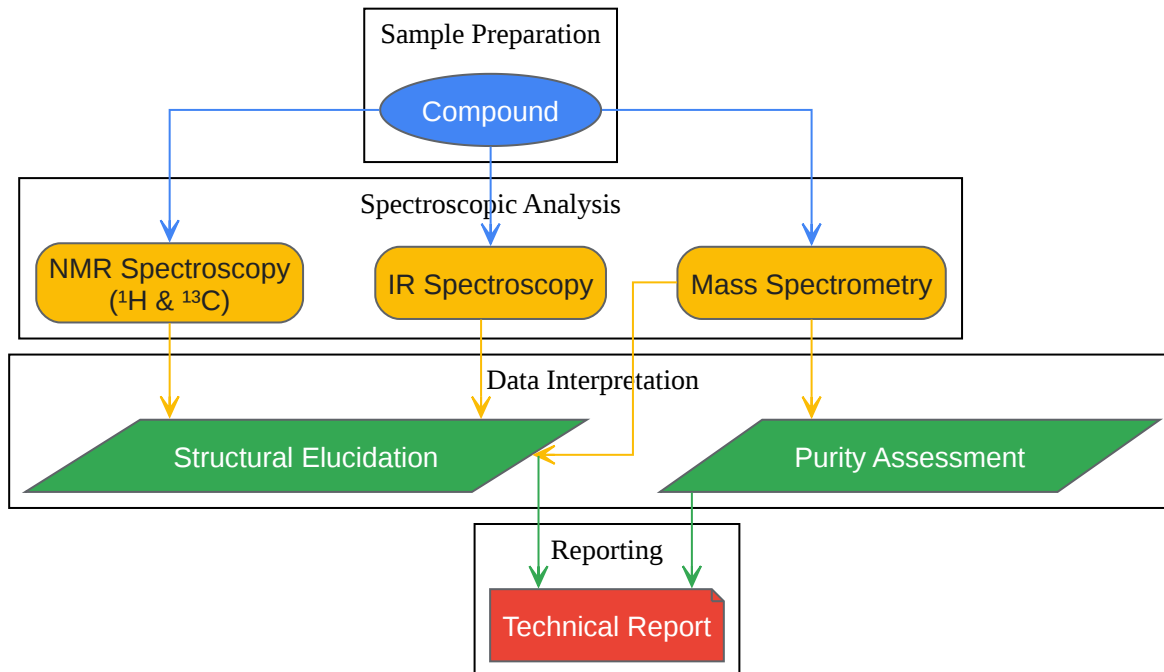 Sample Preparation
Compound
Spectroscopic Analysis
NMR Spectroscopy
(¹H & ¹³C)
IR Spectroscopy
Mass Spectrometry
Data Interpretation
Structural Elucidation
Purity Assessment
Reporting
Technical Report